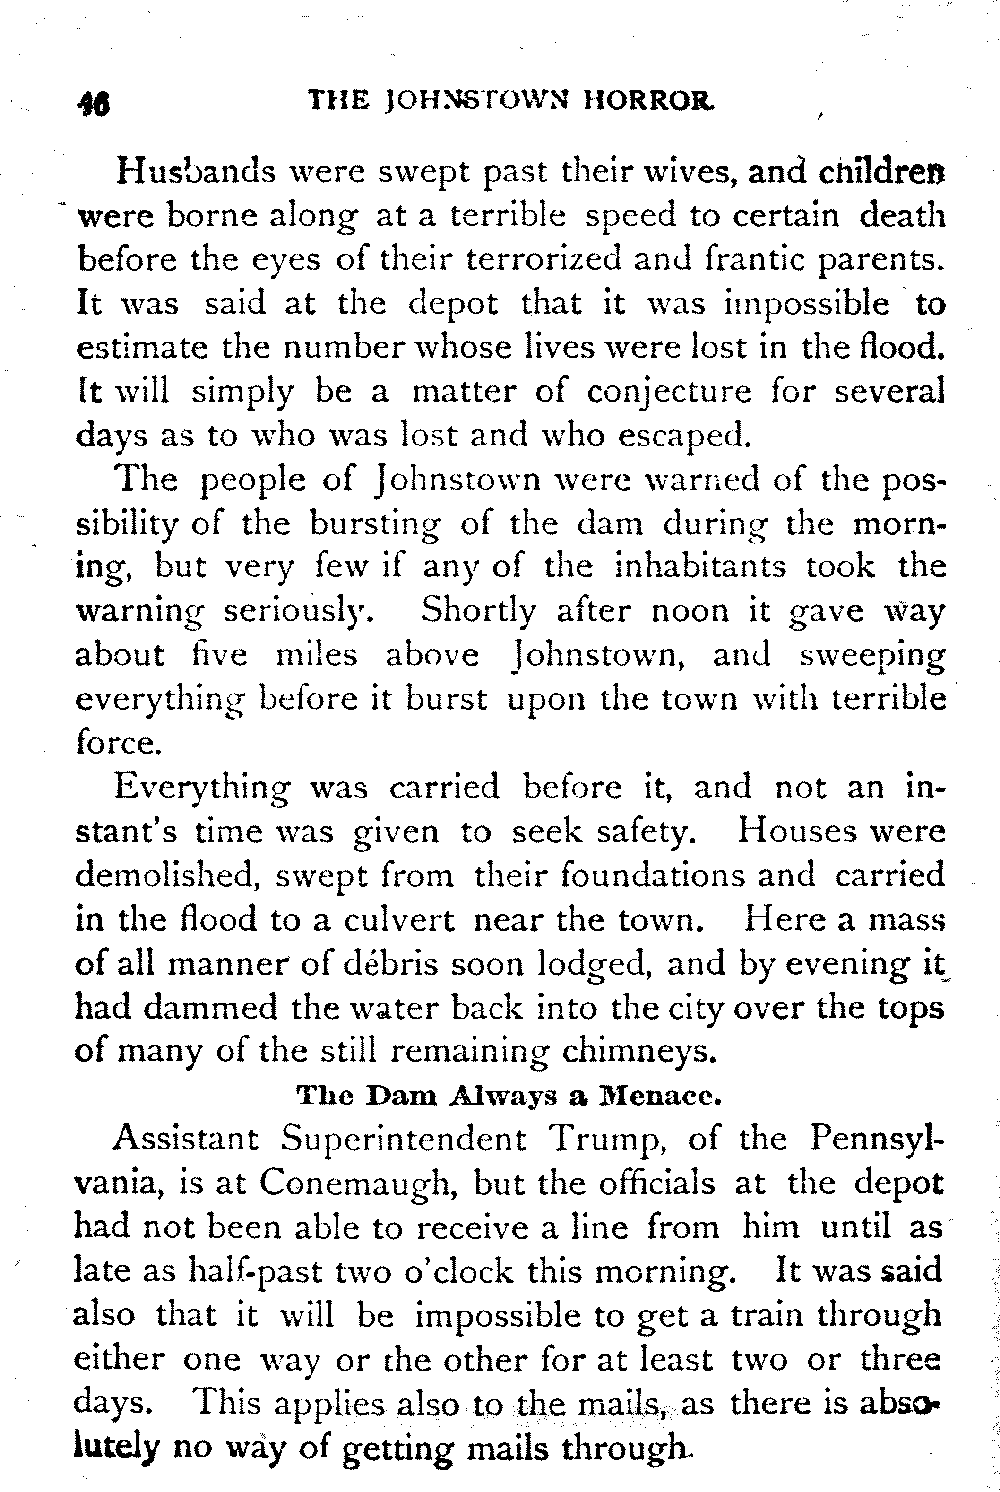 46 THE JOHNSTOWN HORROR.
Husbands were swept past their wives, and children
were borne along at a terrible speed to certain death
before the eyes of their terrorized and frantic parents.
It was said at the depot that it was impossible to
estimate the number whose lives were lost in the flood.
It will simply be a matter of conjecture for several
days as to who was lost and who escaped.
The people of Johnstown were warned of the pos-
sibility of the bursting of the dam during the morn-
ing, but very few if any of the inhabitants took the
warning seriously. Shortly after noon it gave way
about five miles above Johnstown, and sweeping
everything before it burst upon the town with terrible
force.
Everything was carried before it, and not an in-
stant's time was given to seek safety. Houses were
demolished, swept from their foundations and carried
in the flood to a culvert near the town. Here a mass
of all manner of débris soon lodged, and by evening it
had dammed the water back into the city over the tops
of many of the still remaining chimneys.
The Dam Always a Menace.
Assistant Superintendent Trump, of the Pennsyl-
vania, is at Conemaugh, but the officials at the depot
had not been able to receive a line from him until as
late as half-past two o'clock this morning. It was said
also that it will be impossible to get a train through
either one way or the other for at least two or three
days. This applies also to the mails, as there is abso-
lutely no way of getting mails through.